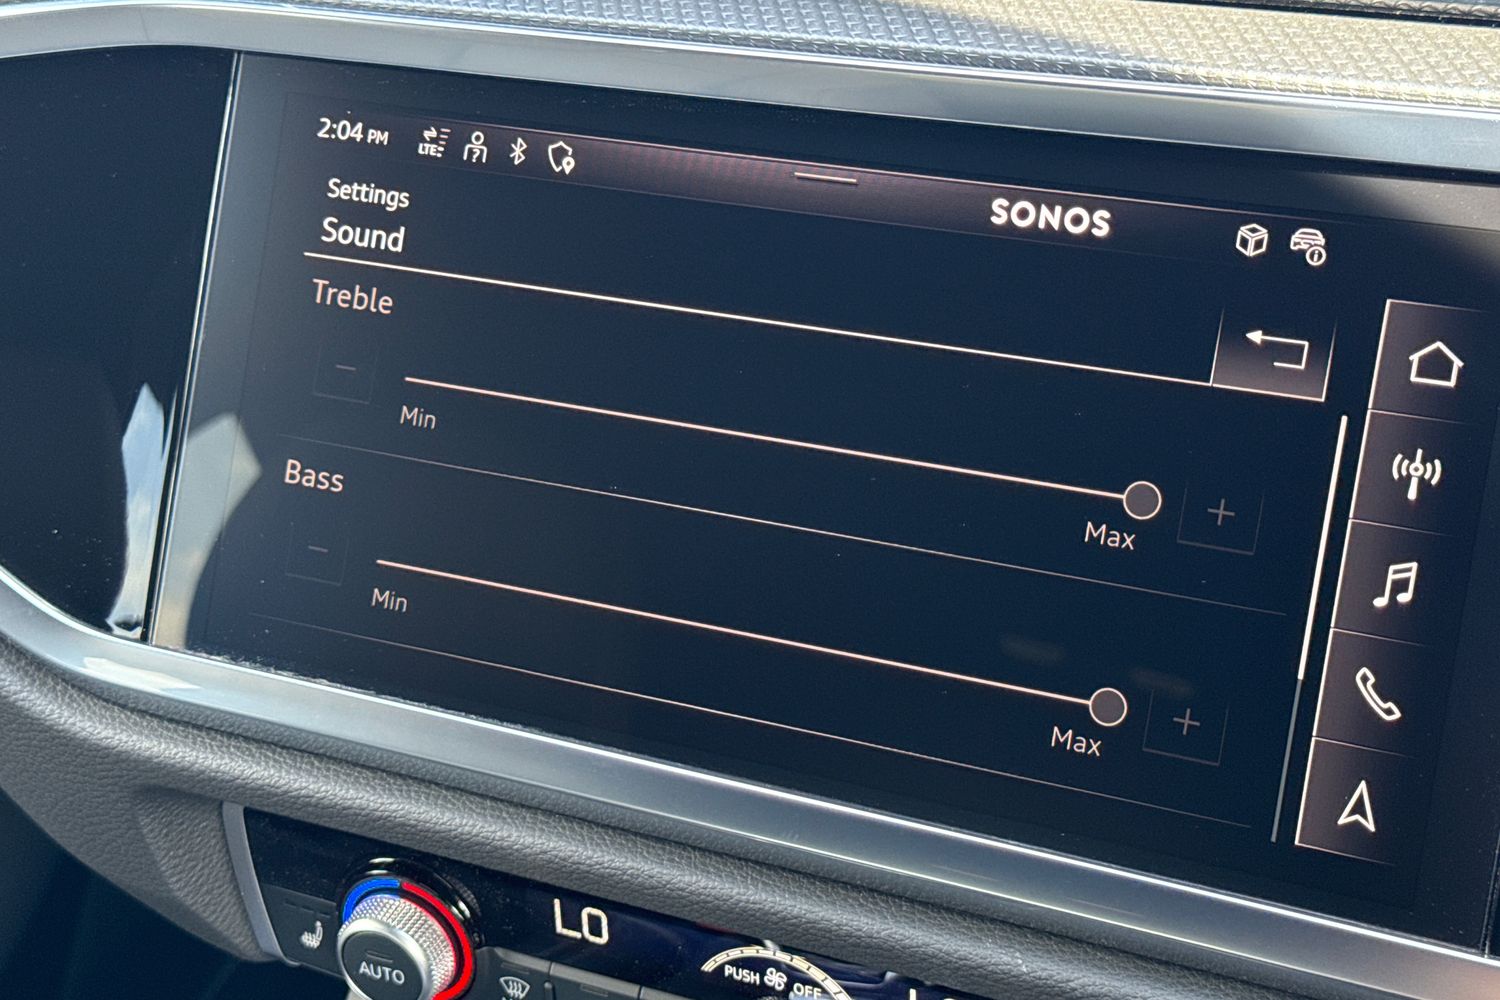 2:04 PM
LTE
Settings
SONOS
Sound
Treble
Min
Max
Bass
Min
Max
LO
AUTO
PUSH OFF